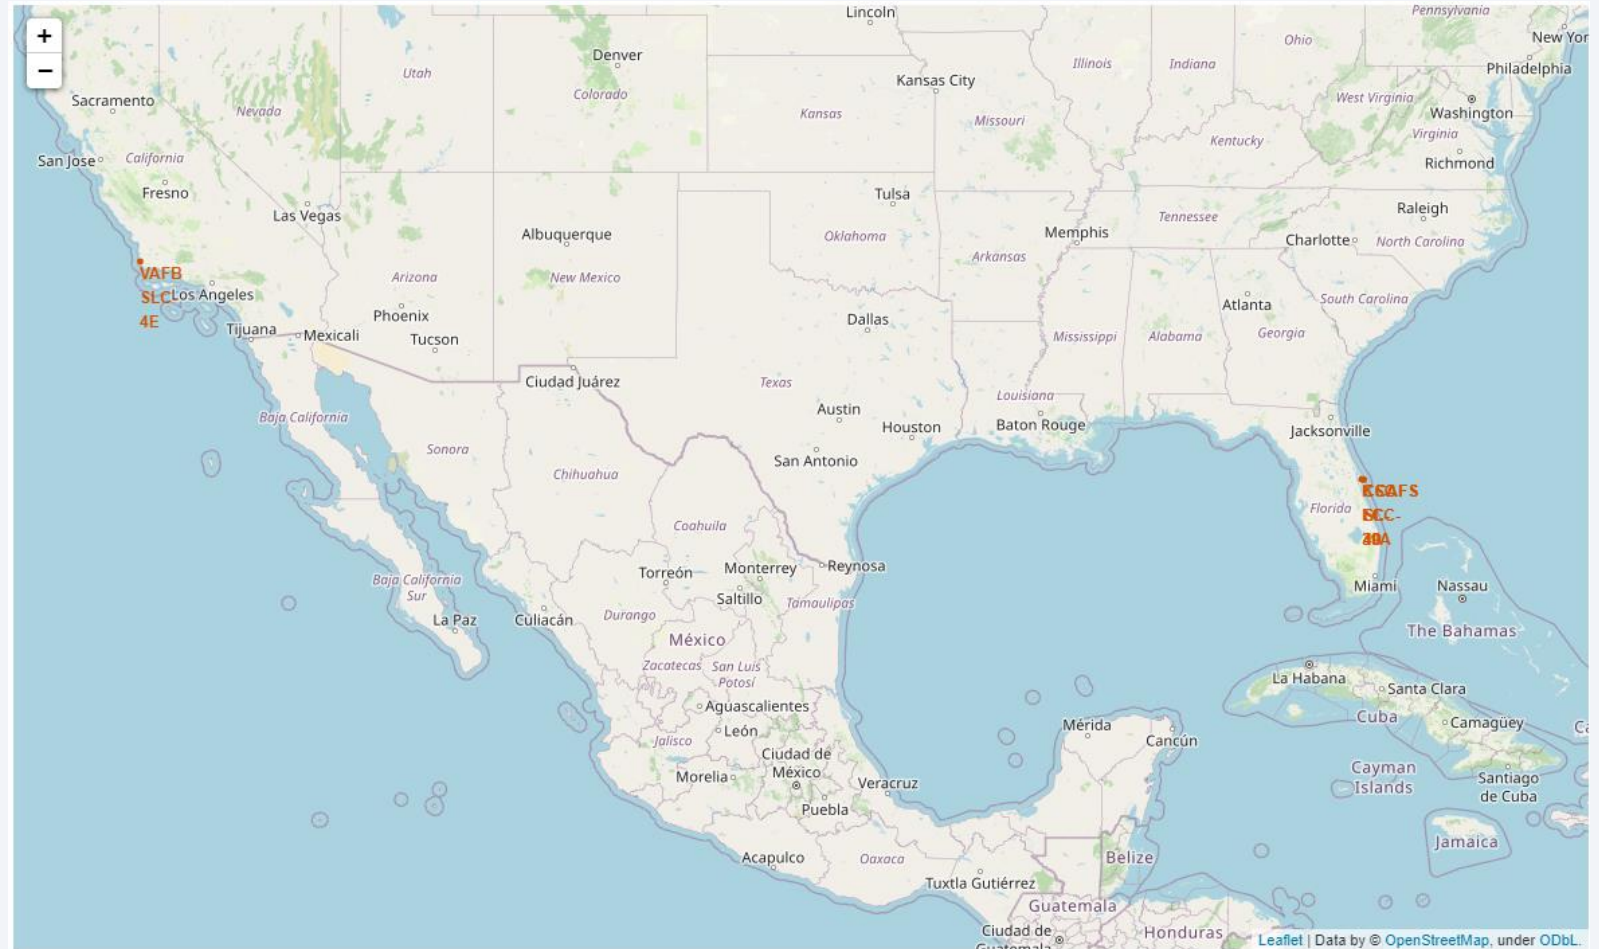 +
−
Lincoln
Pennsylvania
New Yor
Denver
Ohio
Utah
Illinois
Indiana
Philadelphia
Kansas City
Colorado
Sacramento
Nevada
Kansas
West Virginia
Washington
Missouri
Virginia
Kentucky
San Jose
California
Richmond
Fresno
Tulsa
Las Vegas
Raleigh
Tennessee
Albuquerque
Oklahoma
Memphis
Charlotte
North Carolina
Arkansas
VAFB
Arizona
New Mexico
SLC-
Los Angeles
4E
South Carolina
Atlanta
Phoenix
Dallas
Tijuana
Mexicali
Tucson
Mississippi
Alabama
Georgia
Ciudad Juárez
Texas
Louisiana
Austin
Baja California
Houston
Baton Rouge
Jacksonville
Sonora
San Antonio
Chihuahua
Florida
Coahuila
Torreón
Monterrey
Reynosa
Baja California
Sur
Miami
Nassau
Saltillo
Tamaulipas
La Paz
Culiacán
Durango
The Bahamas
México
Zacatecas
San Luis
Potosí
La Habana
Santa Clara
Aguascalientes
Cuba
Camagüey
León
Mérida
Cancún
Jalisco
Ciudad de
México
Cayman
Islands
Morelia
Veracruz
Santiago
de Cuba
Puebla
Jamaica
Acapulco
Oaxaca
Belize
Tuxtla Gutiérrez
Guatemala
Ciudad de
Guatemala
Honduras
Leaflet | Data by © OpenStreetMap, under ODbL.